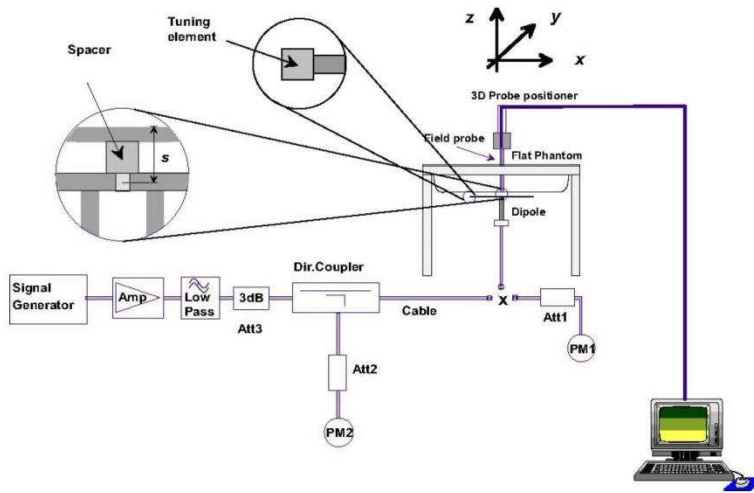 Tuning
element
Spacer
s
z
y
x
3D Probe positioner
Field probe
Flat Phantom
Dipole
Dir.Coupler
Signal
Generator
Amp
Low
Pass
3dB
Att3
Cable
x
Att1
PM1
Att2
PM2